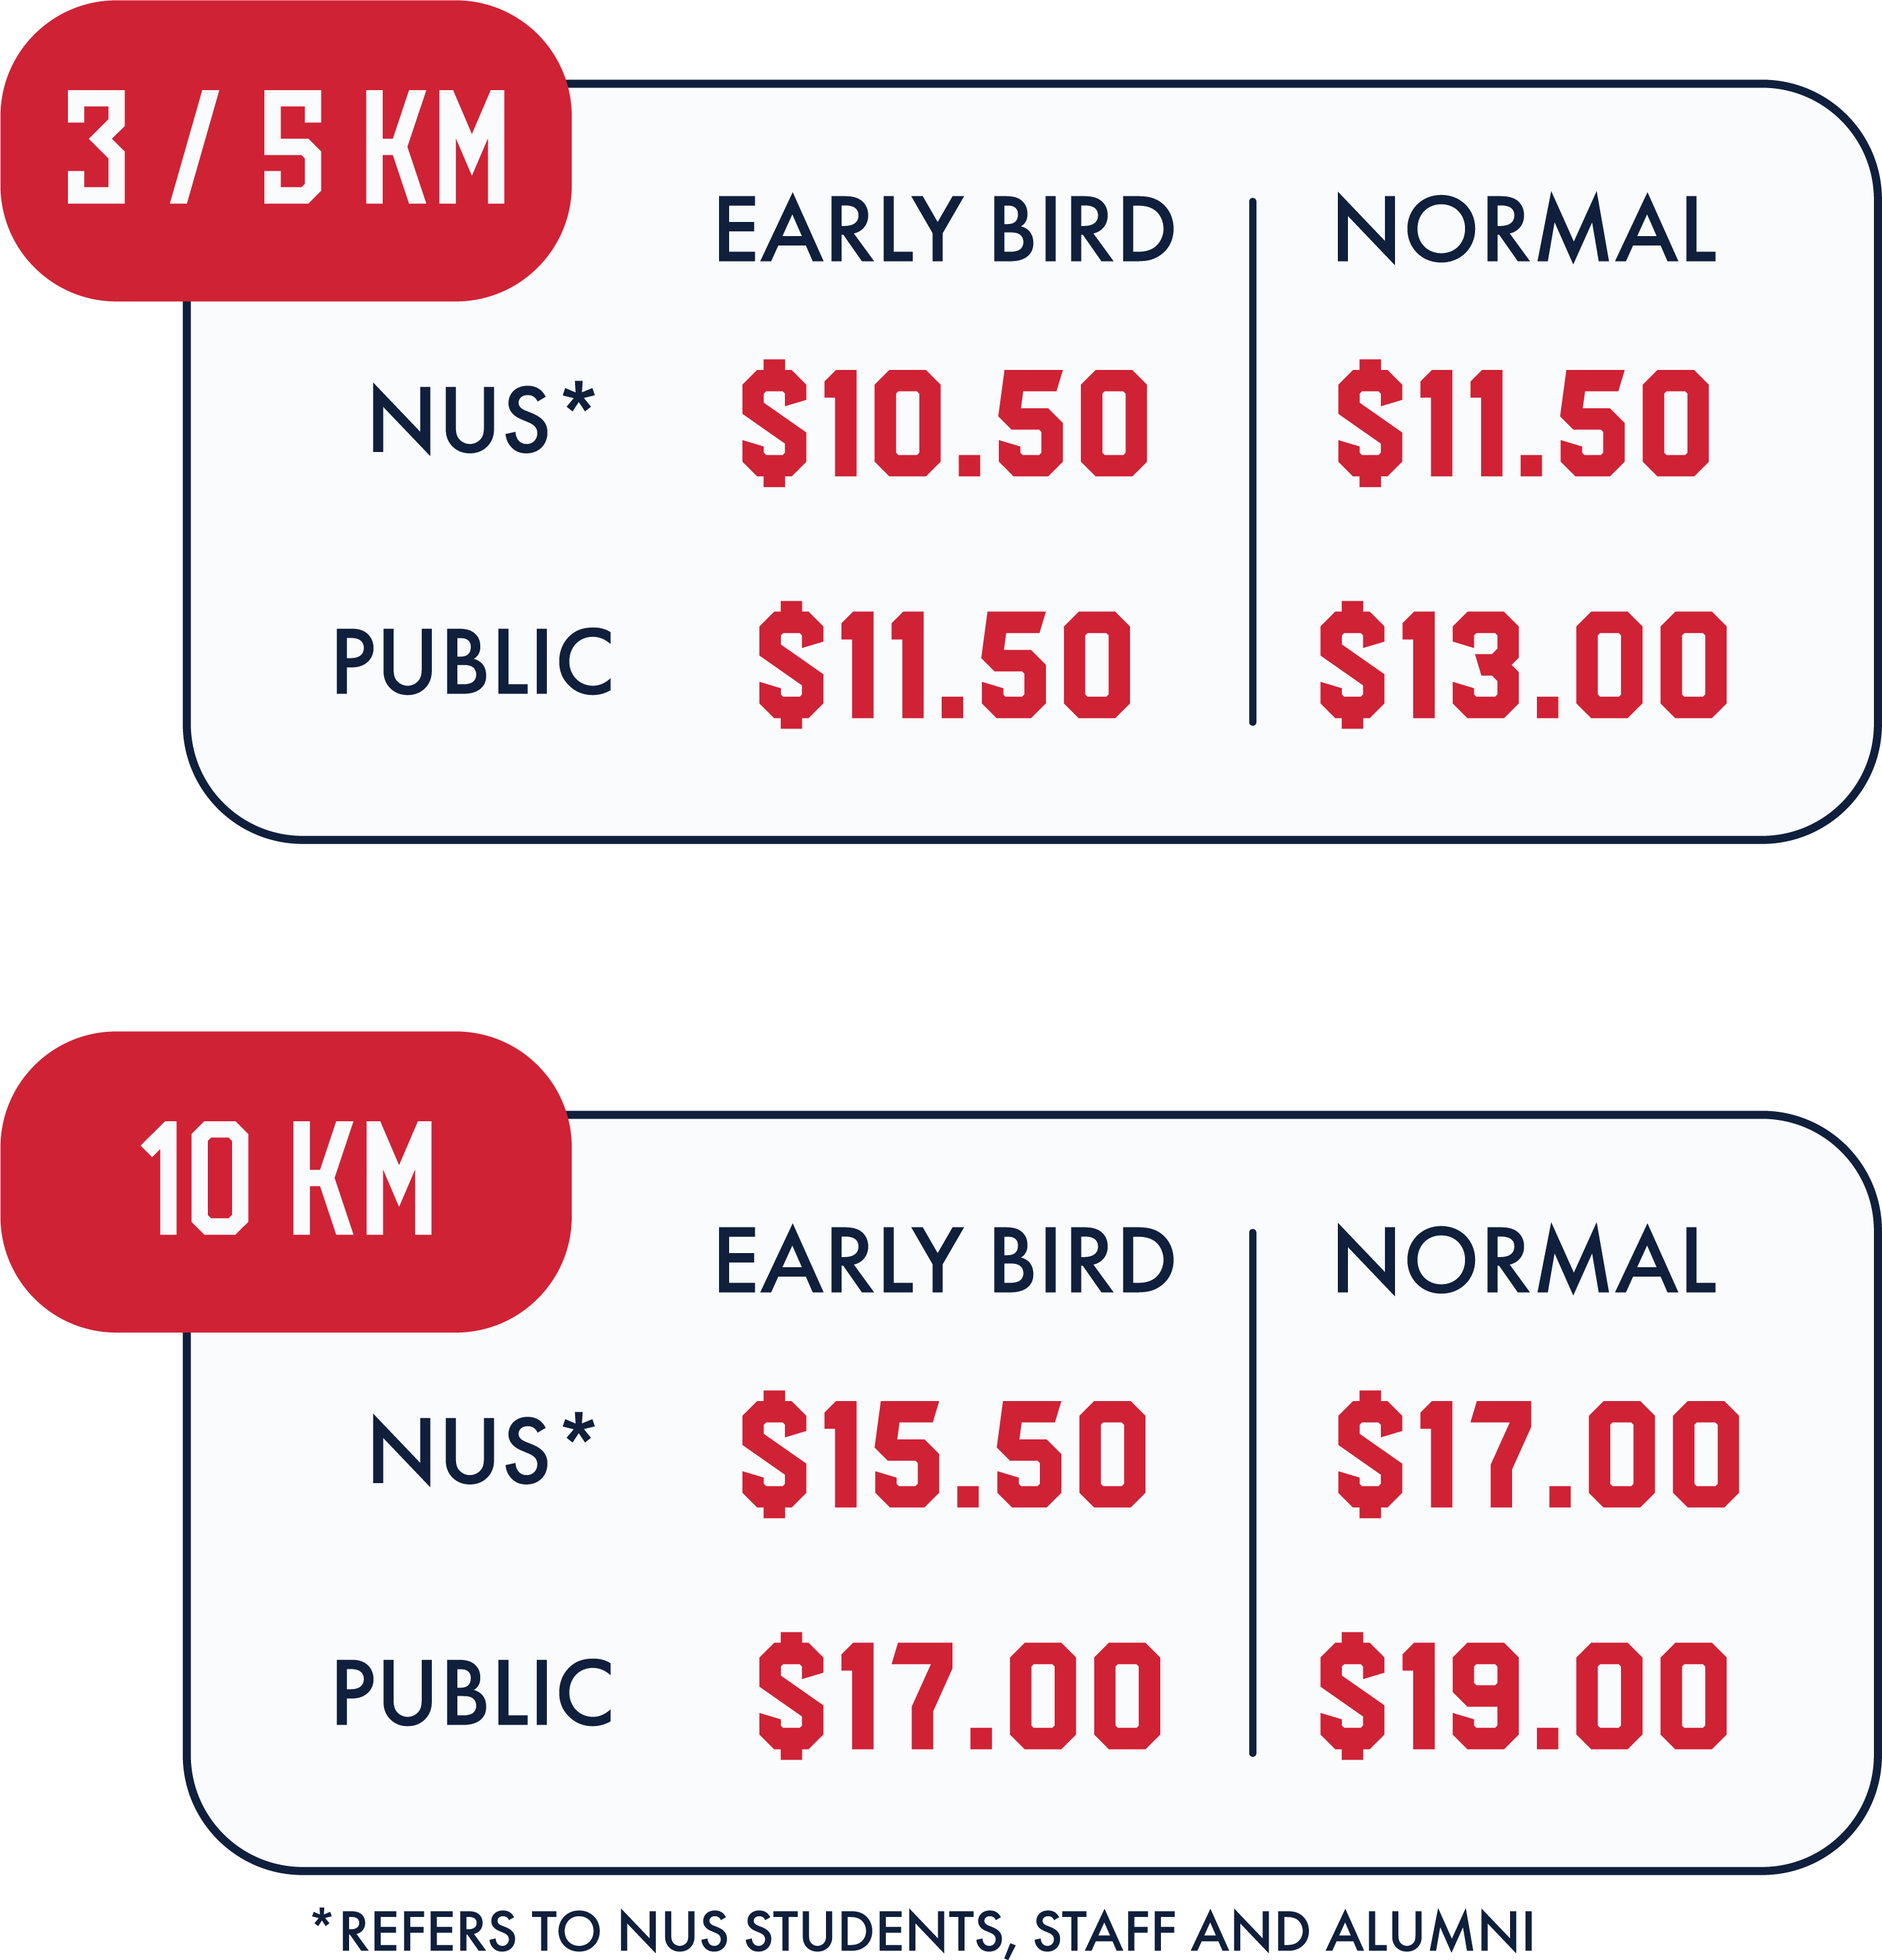 3 / 5 KM
EARLY BIRD NORMAL
NUS* $10.50 $11.50
PUBLIC $11.50 $13.00
10 KM
EARLY BIRD NORMAL
NUS* $15.50 $17.00
PUBLIC $17.00 $19.00
*REFERS TO NUS STUDENTS, STAFF AND ALUMNI